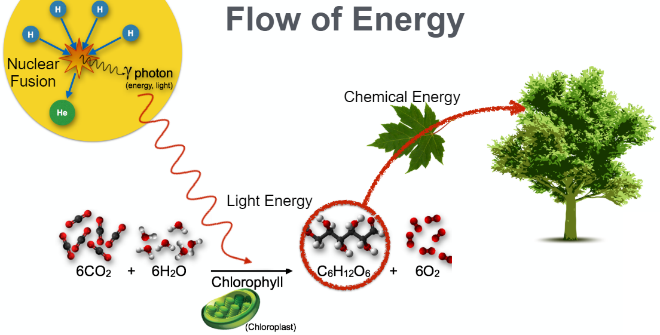 Flow of Energy
H
H
H
H
Nuclear
Fusion
γ photon
(energy, light)
He
Chemical Energy
Light Energy
6CO₂ + 6H₂O
C₆H₁₂O₆ + 6O₂
Chlorophyll
(Chloroplast)